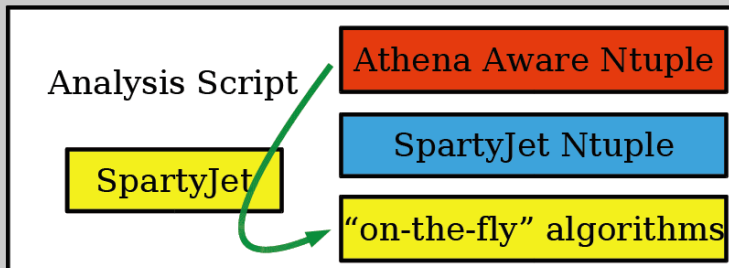 Analysis Script
SpartyJet
Athena Aware Ntuple
SpartyJet Ntuple
“on-the-fly” algorithms